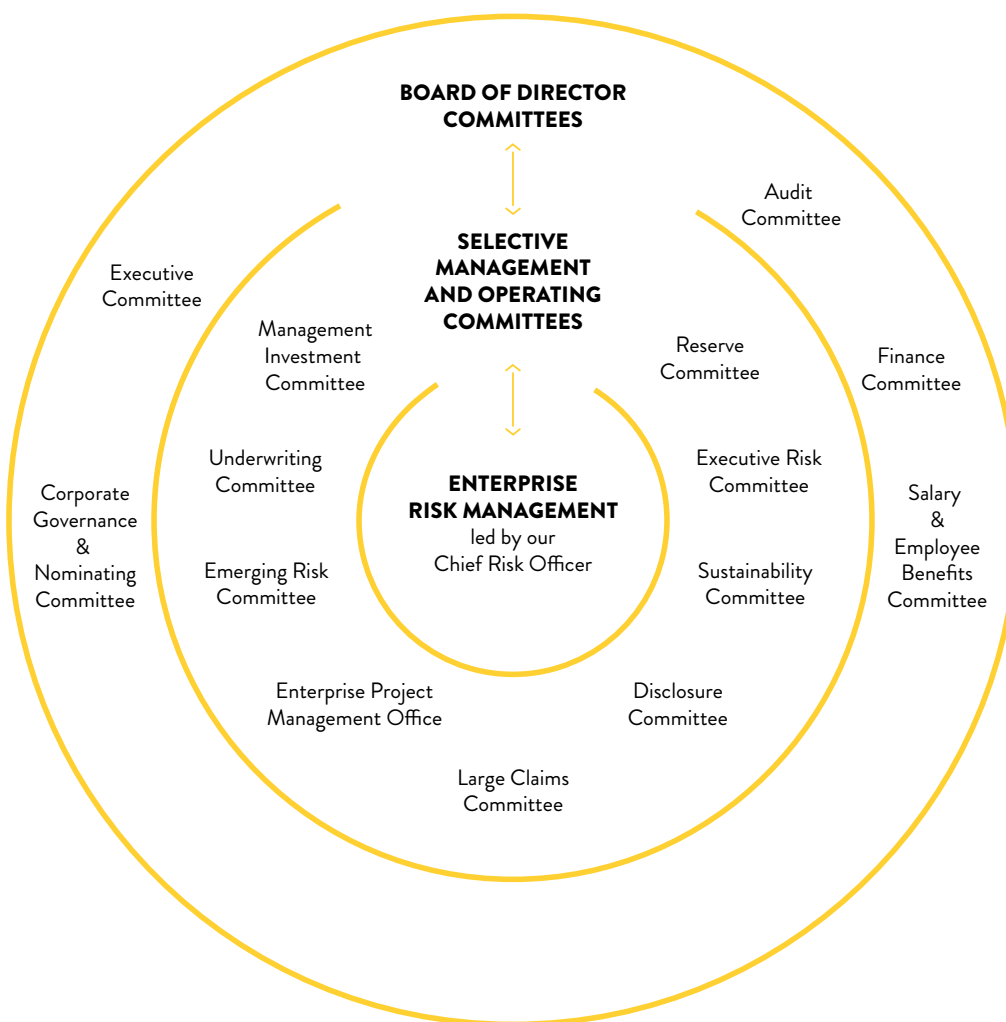 BOARD OF DIRECTOR
COMMITTEES
Audit
Committee
Executive
Committee
SELECTIVE
MANAGEMENT
AND OPERATING
COMMITTEES
Management
Investment
Committee
Reserve
Committee
Finance
Committee
Underwriting
Committee
Executive Risk
Committee
Corporate
Governance
&
Nominating
Committee
ENTERPRISE
RISK MANAGEMENT
led by our
Chief Risk Officer
Salary
&
Employee
Benefits
Committee
Emerging Risk
Committee
Sustainability
Committee
Enterprise Project
Management Office
Disclosure
Committee
Large Claims
Committee